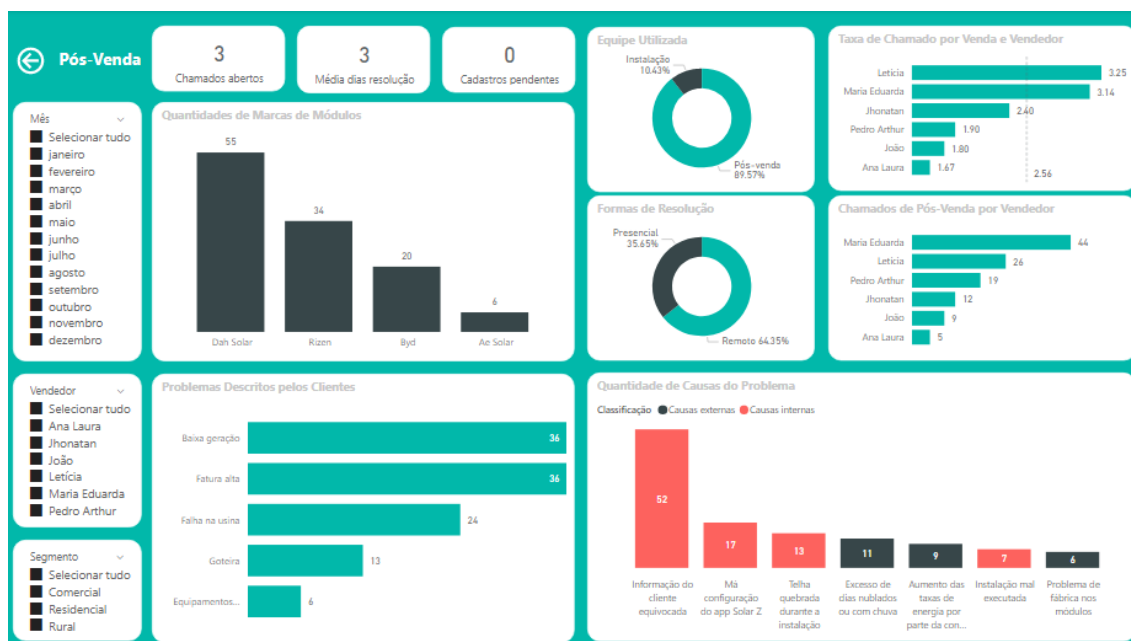 Pós-Venda
3
Chamados abertos
3
Média dias resolução
0
Cadastros pendentes
Mês
Selecionar tudo
janeiro
fevereiro
março
abril
maio
junho
julho
agosto
setembro
outubro
novembro
dezembro
Vendedor
Selecionar tudo
Ana Laura
Jhonatan
João
Letícia
Maria Eduarda
Pedro Arthur
Segmento
Selecionar tudo
Comercial
Residencial
Rural
Quantidades de Marcas de Módulos
55
34
20
6
Dah Solar
Rizen
Byd
Ae Solar
Problemas Descritos pelos Clientes
Baixa geração
36
Fatura alta
36
Falha na usina
24
Goteira
13
Equipamentos...
6
Equipe Utilizada
Instalação
10.43%
Pós-venda
89.57%
Formas de Resolução
Presencial
35.65%
Remoto 64.35%
Taxa de Chamado por Venda e Vendedor
Letícia
3.25
Maria Eduarda
3.14
Jhonatan
2.40
Pedro Arthur
1.90
João
1.80
Ana Laura
1.67
2.56
Chamados de Pós-Venda por Vendedor
Maria Eduarda
44
Letícia
26
Pedro Arthur
19
Jhonatan
12
João
9
Ana Laura
5
Quantidade de Causas do Problema
Classificação Causas externas Causas internas
52
17
13
11
9
7
6
Informação do
cliente
equivocada
Má
configuração
do app Solar Z
Telha
quebrada
durante a
instalação
Excesso de
dias nublados
ou com chuva
Aumento das
taxas de
energia por
parte da con...
Instalação mal
executada
Problema de
fábrica nos
módulos